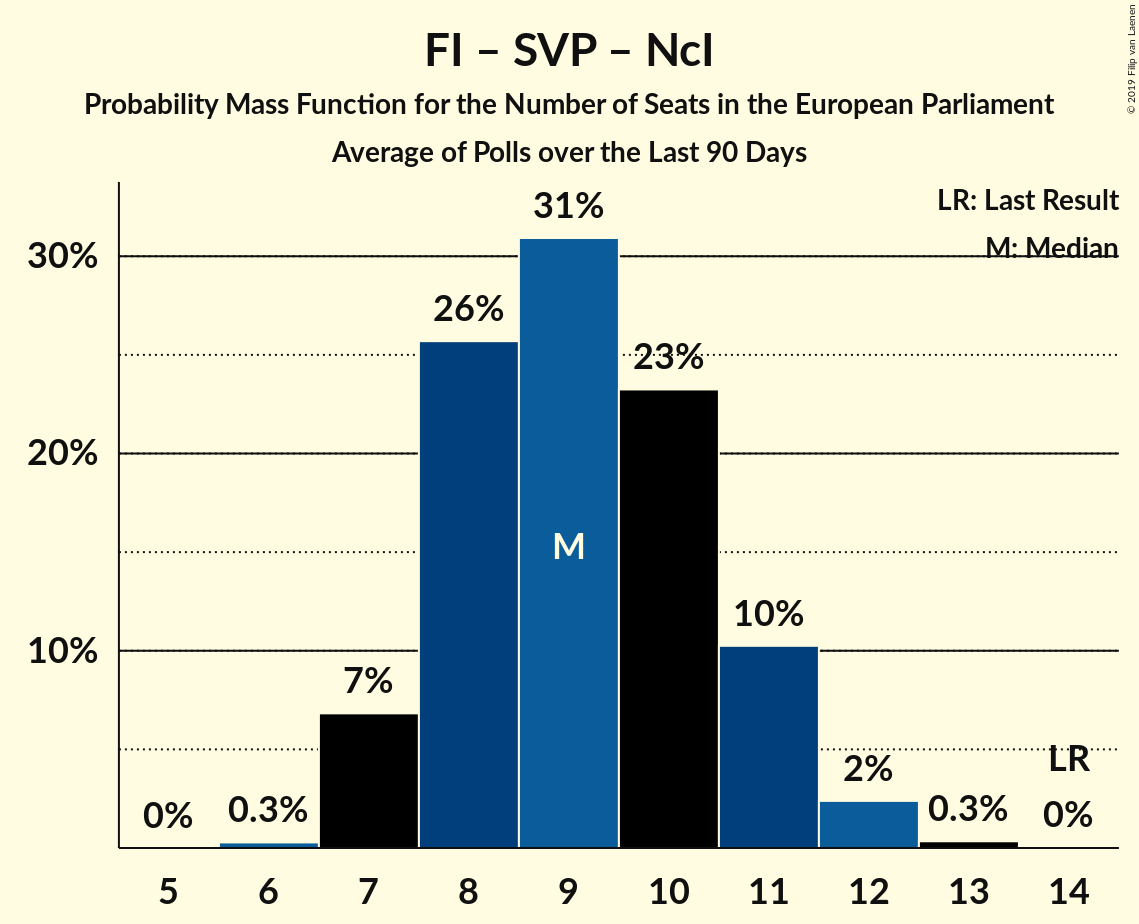 FI – SVP – NcI
Probability Mass Function for the Number of Seats in the European Parliament
Average of Polls over the Last 90 Days
© 2019 Filip van Laenen
LR: Last Result
M: Median
30%
20%
10%
0%
0.3%
7%
26%
31%
M
23%
10%
2%
0.3%
LR
0%
5 6 7 8 9 10 11 12 13 14